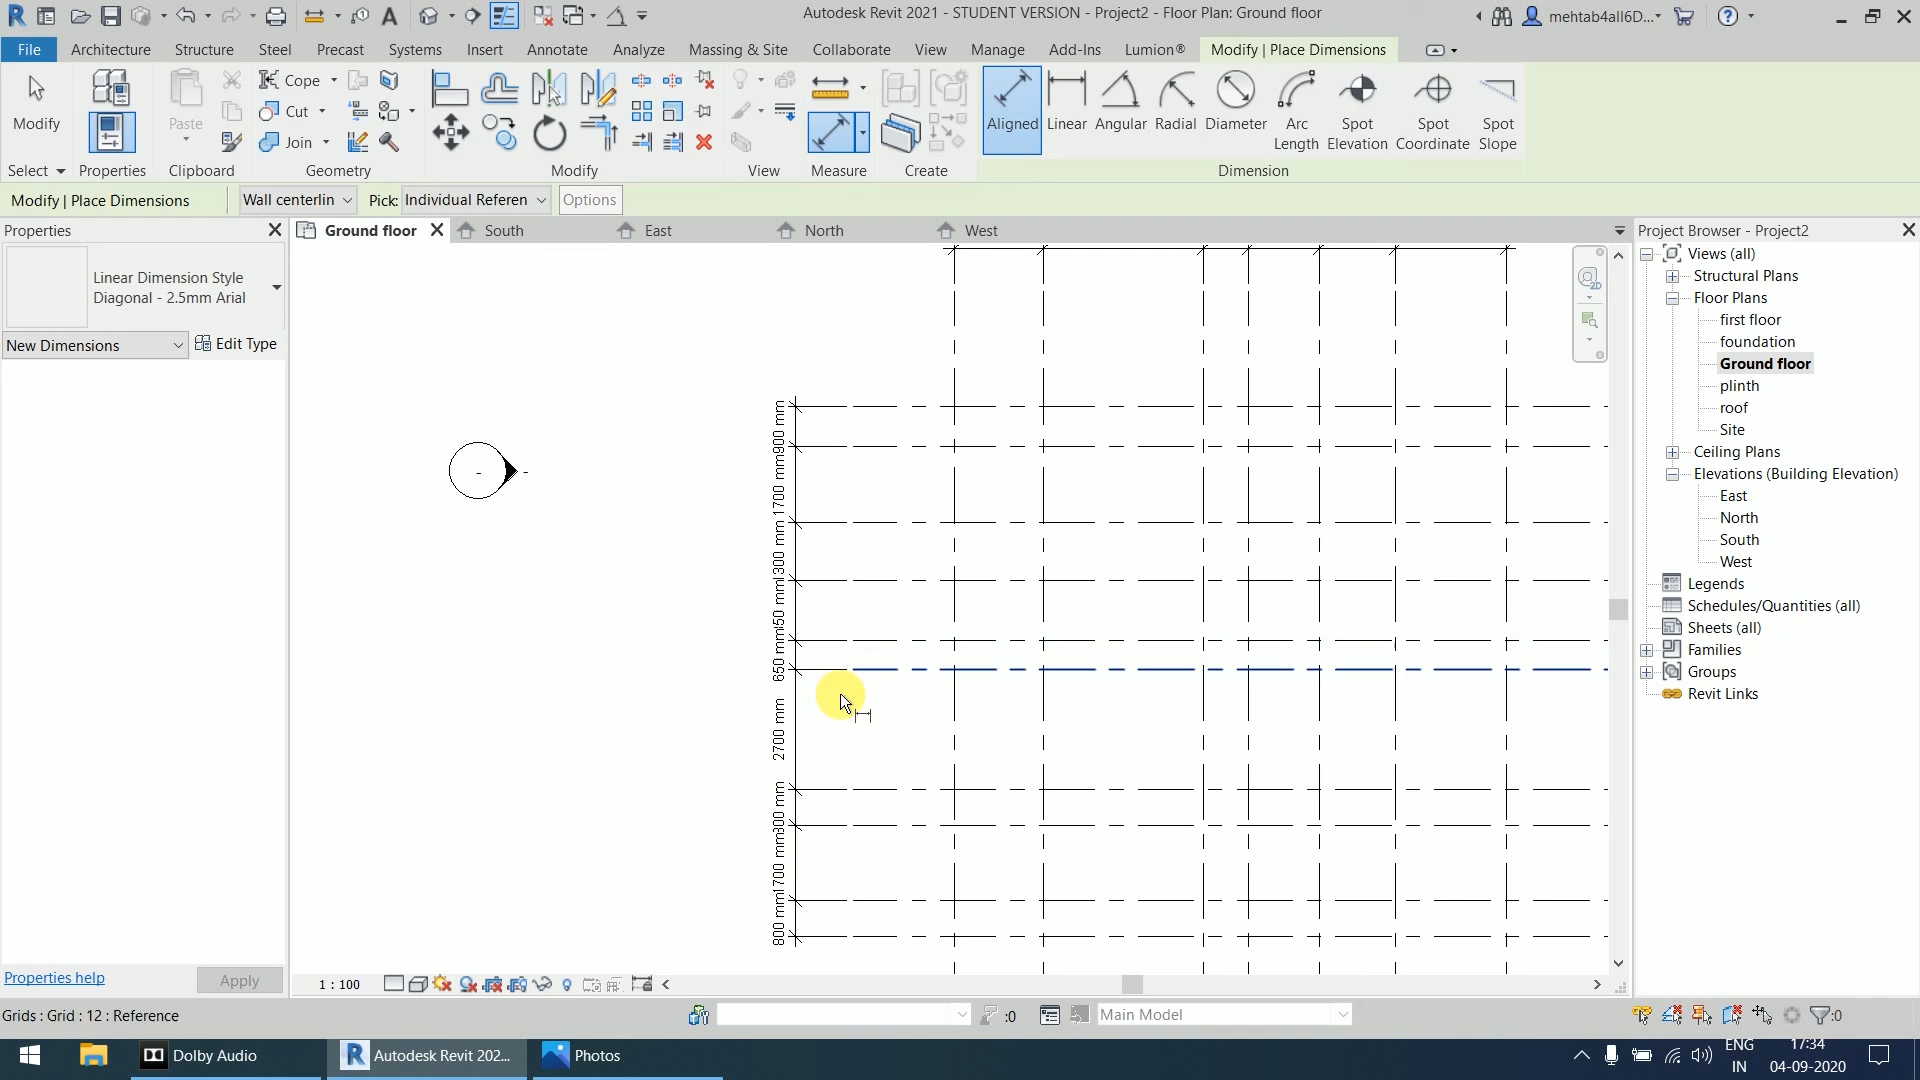 Autodesk Revit 2021 - STUDENT VERSION - Project2 - Floor Plan: Ground floor
mehtab4all6D...
File Architecture Structure Steel Precast Systems Insert Annotate Analyze Massing & Site Collaborate View Manage Add-Ins Lumion® Modify | Place Dimensions
Modify
Paste
Cope
Cut
Join
Aligned Linear Angular Radial Diameter Arc Length Spot Elevation Spot Coordinate Spot Slope
Select Properties Clipboard Geometry Modify View Measure Create Dimension
Modify | Place Dimensions Wall centerlin Pick: Individual Referen Options
Properties
Linear Dimension Style
Diagonal - 2.5mm Arial
New Dimensions Edit Type
Properties help Apply
Ground floor South East North West
900 mm
1700 mm
650 mm
2700 mm
1700 mm
800 mm
1 : 100
Project Browser - Project2
Views (all)
Structural Plans
Floor Plans
first floor
foundation
Ground floor
plinth
roof
Site
Ceiling Plans
Elevations (Building Elevation)
East
North
South
West
Legends
Schedules/Quantities (all)
Sheets (all)
Families
Groups
Revit Links
Grids : Grid : 12 : Reference
:0
Main Model
:0
Dolby Audio
Autodesk Revit 202...
Photos
ENG
IN
17:34
04-09-2020